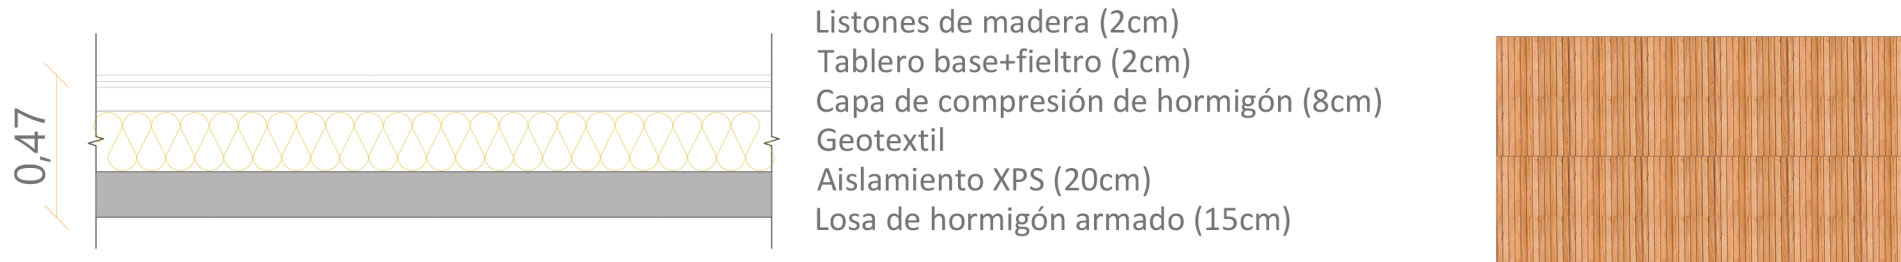 0,47
Listones de madera (2cm)
Tablero base+fieltro (2cm)
Capa de compresión de hormigón (8cm)
Geotextil
Aislamiento XPS (20cm)
Losa de hormigón armado (15cm)